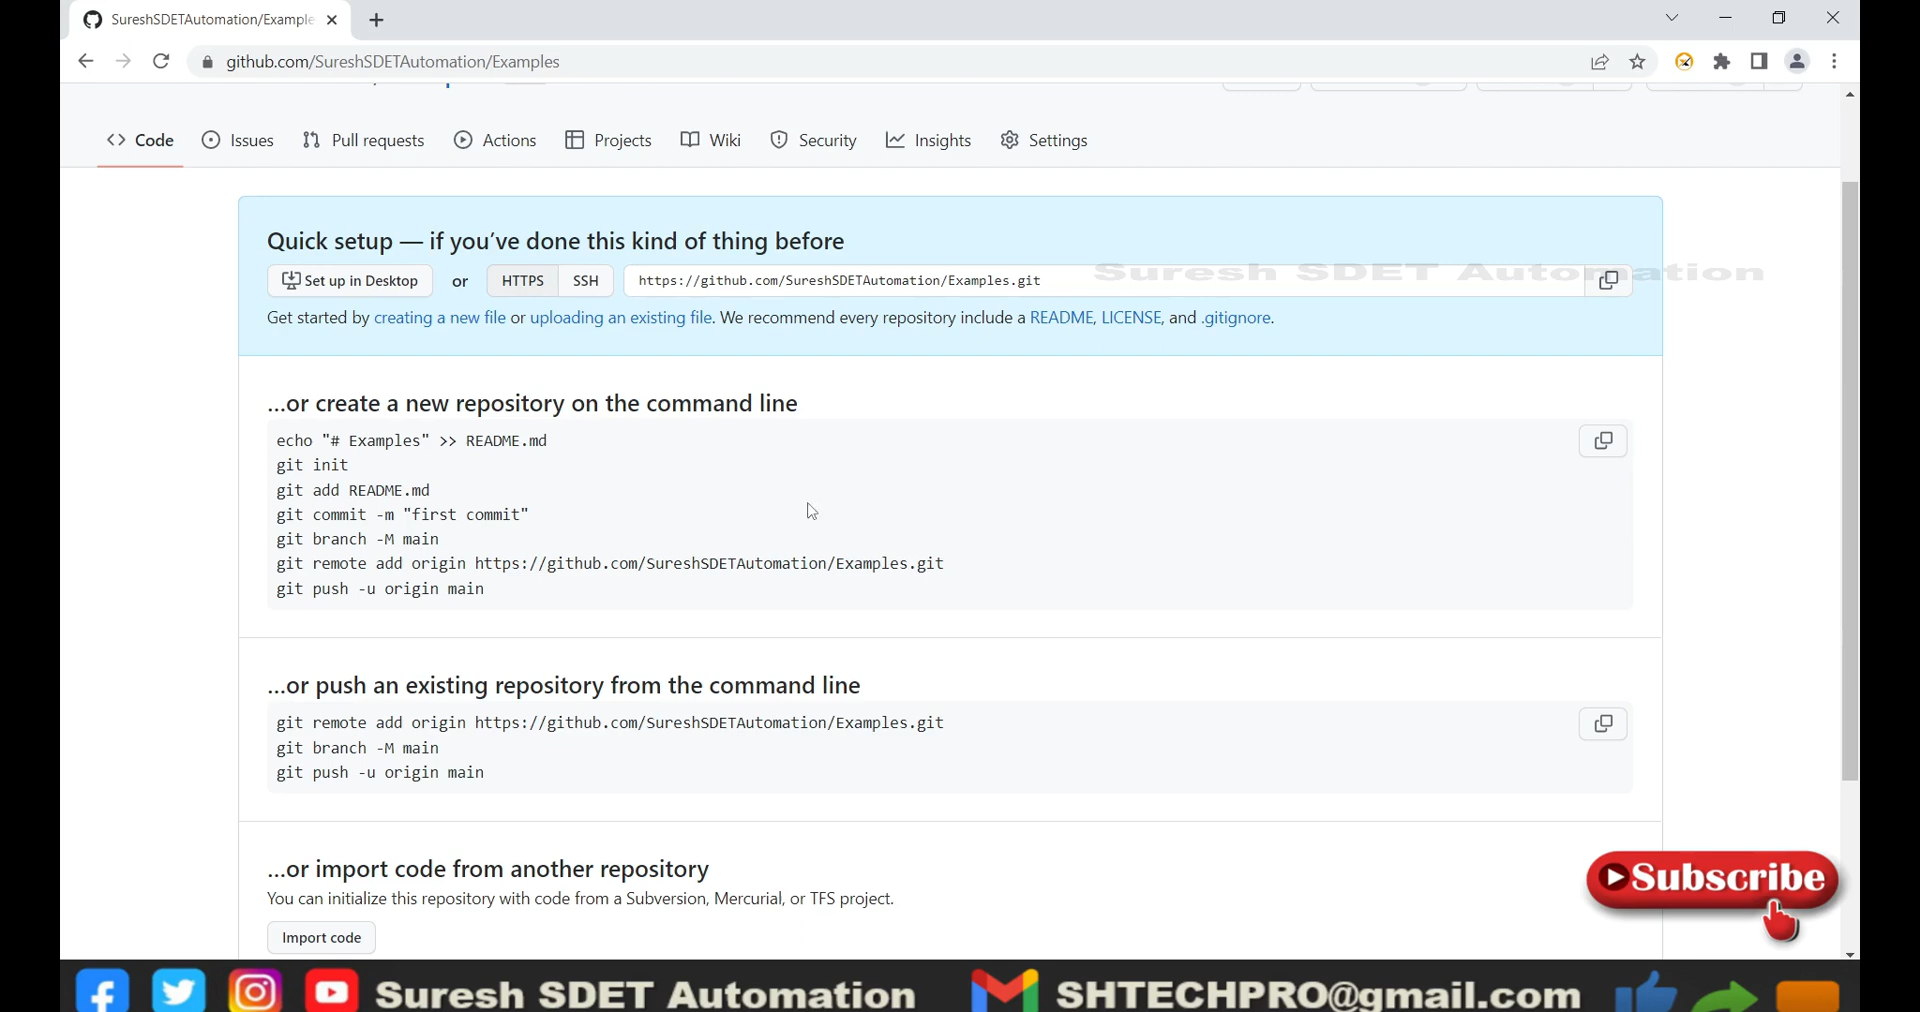 SureshSDETAutomation/Example
github.com/SureshSDETAutomation/Examples
Code Issues Pull requests Actions Projects Wiki Security Insights Settings
Quick setup — if you’ve done this kind of thing before
Set up in Desktop or HTTPS SSH https://github.com/SureshSDETAutomation/Examples.git
Suresh SDET Automation
Get started by creating a new file or uploading an existing file. We recommend every repository include a README, LICENSE, and .gitignore.
...or create a new repository on the command line
echo "# Examples" >> README.md
git init
git add README.md
git commit -m "first commit"
git branch -M main
git remote add origin https://github.com/SureshSDETAutomation/Examples.git
git push -u origin main
...or push an existing repository from the command line
git remote add origin https://github.com/SureshSDETAutomation/Examples.git
git branch -M main
git push -u origin main
...or import code from another repository
You can initialize this repository with code from a Subversion, Mercurial, or TFS project.
Import code
Subscribe
Suresh SDET Automation SHTECHPRO@gmail.com